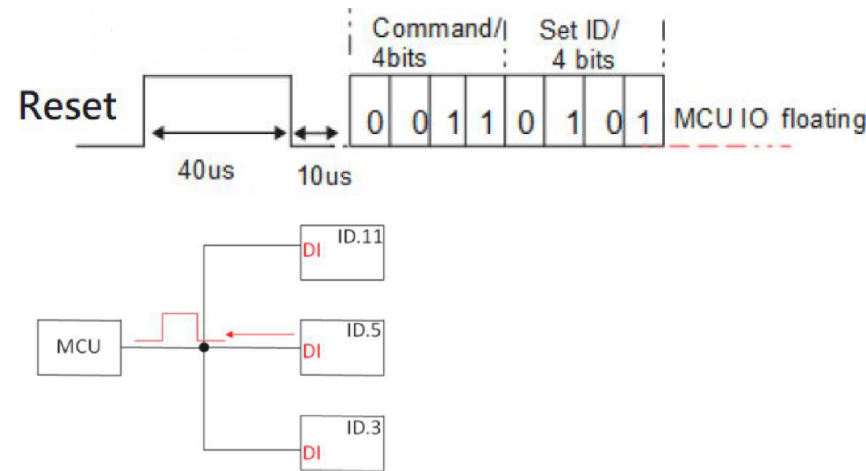 Command/ Set ID/
4bits 4 bits
Reset 0 0 1 1 0 1 0 1 MCU IO floating
40us 10us
ID.11
DI
ID.5
MCU
DI
ID.3
DI